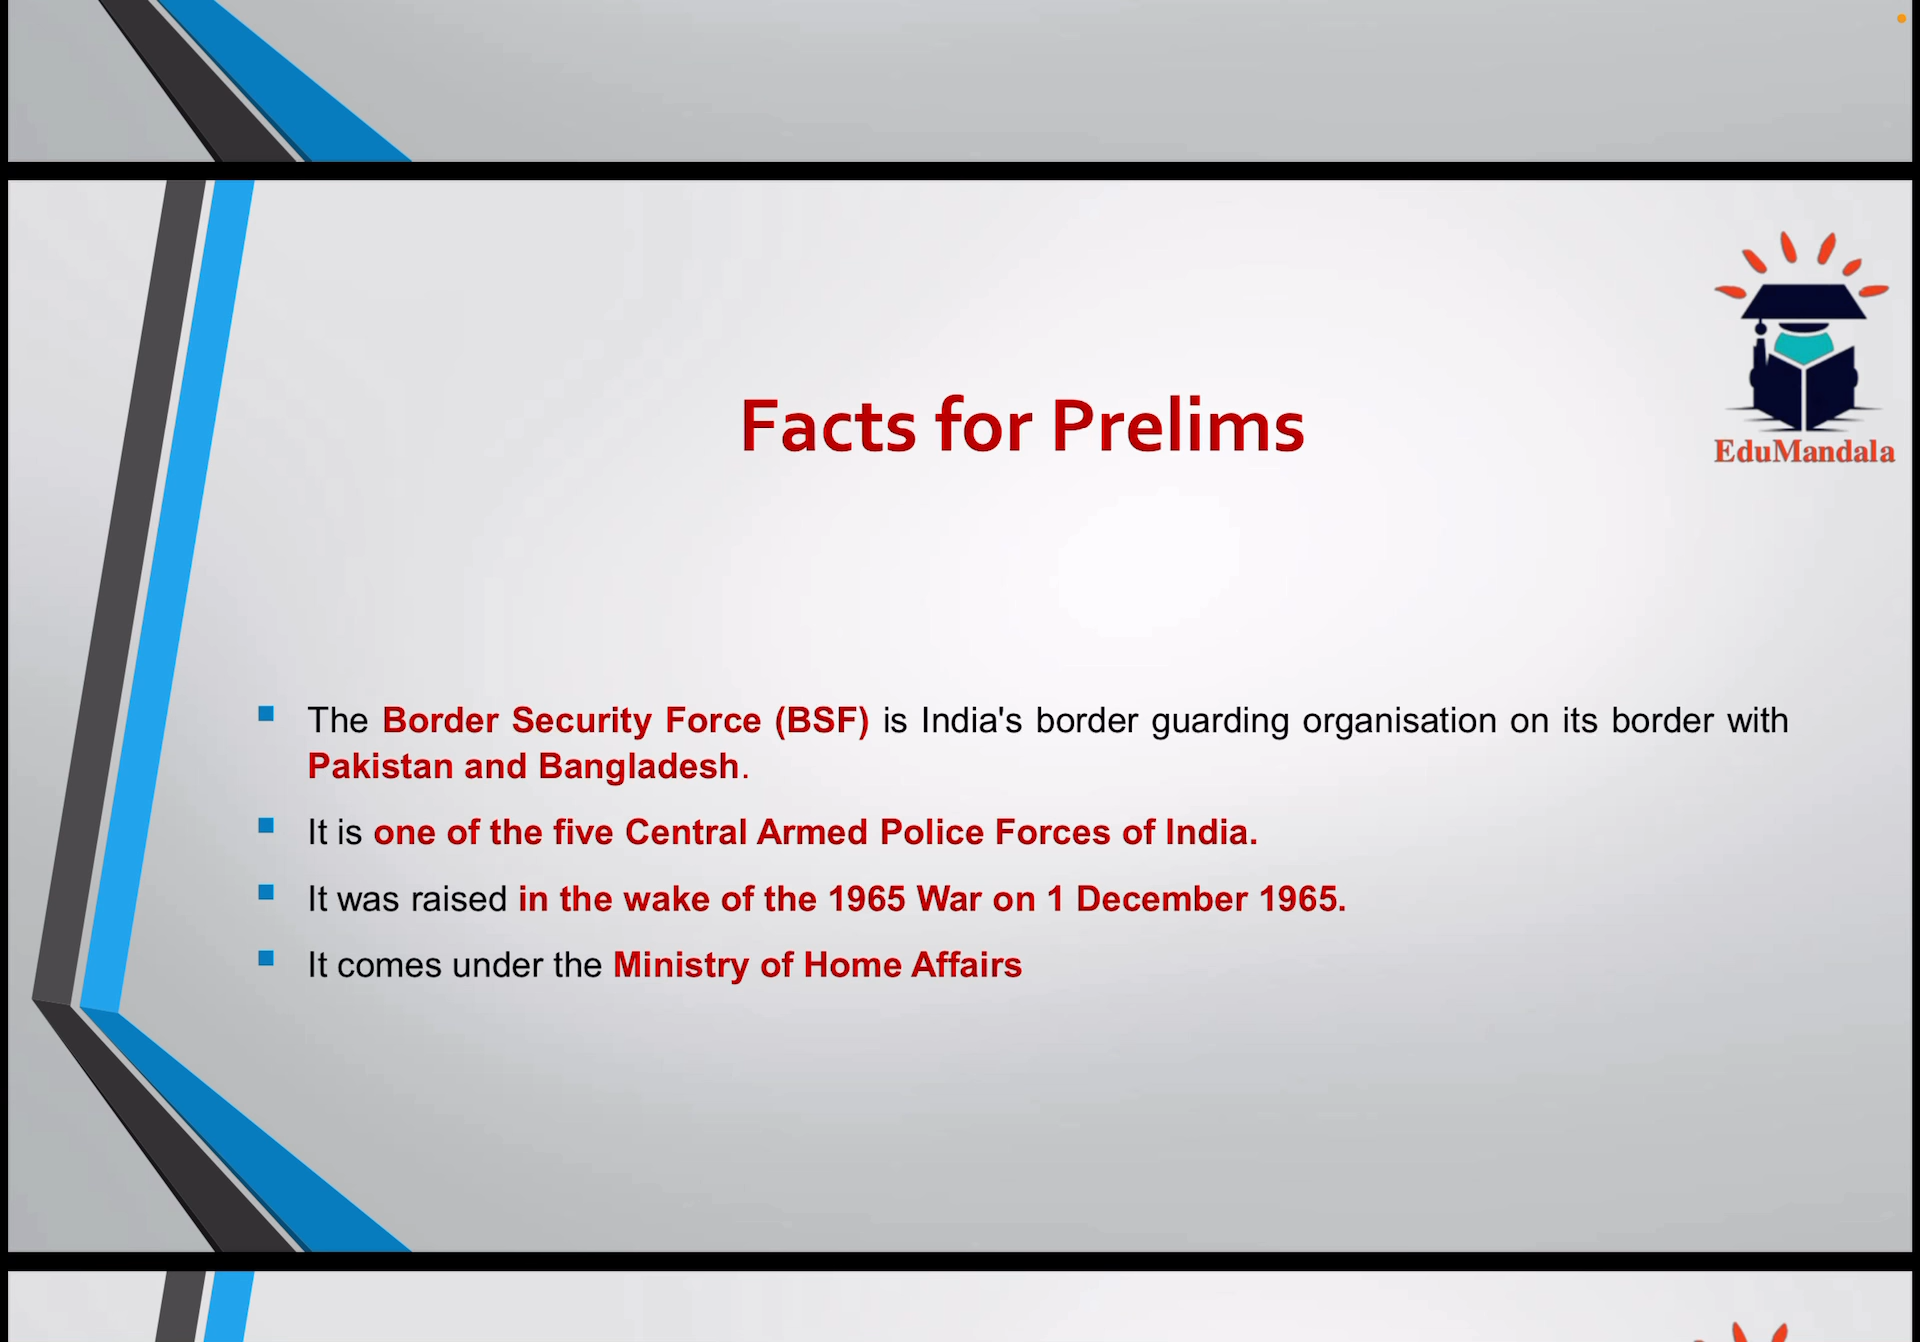 EduMandala
Facts for Prelims
The Border Security Force (BSF) is India's border guarding organisation on its border with
Pakistan and Bangladesh.
It is one of the five Central Armed Police Forces of India.
It was raised in the wake of the 1965 War on 1 December 1965.
It comes under the Ministry of Home Affairs